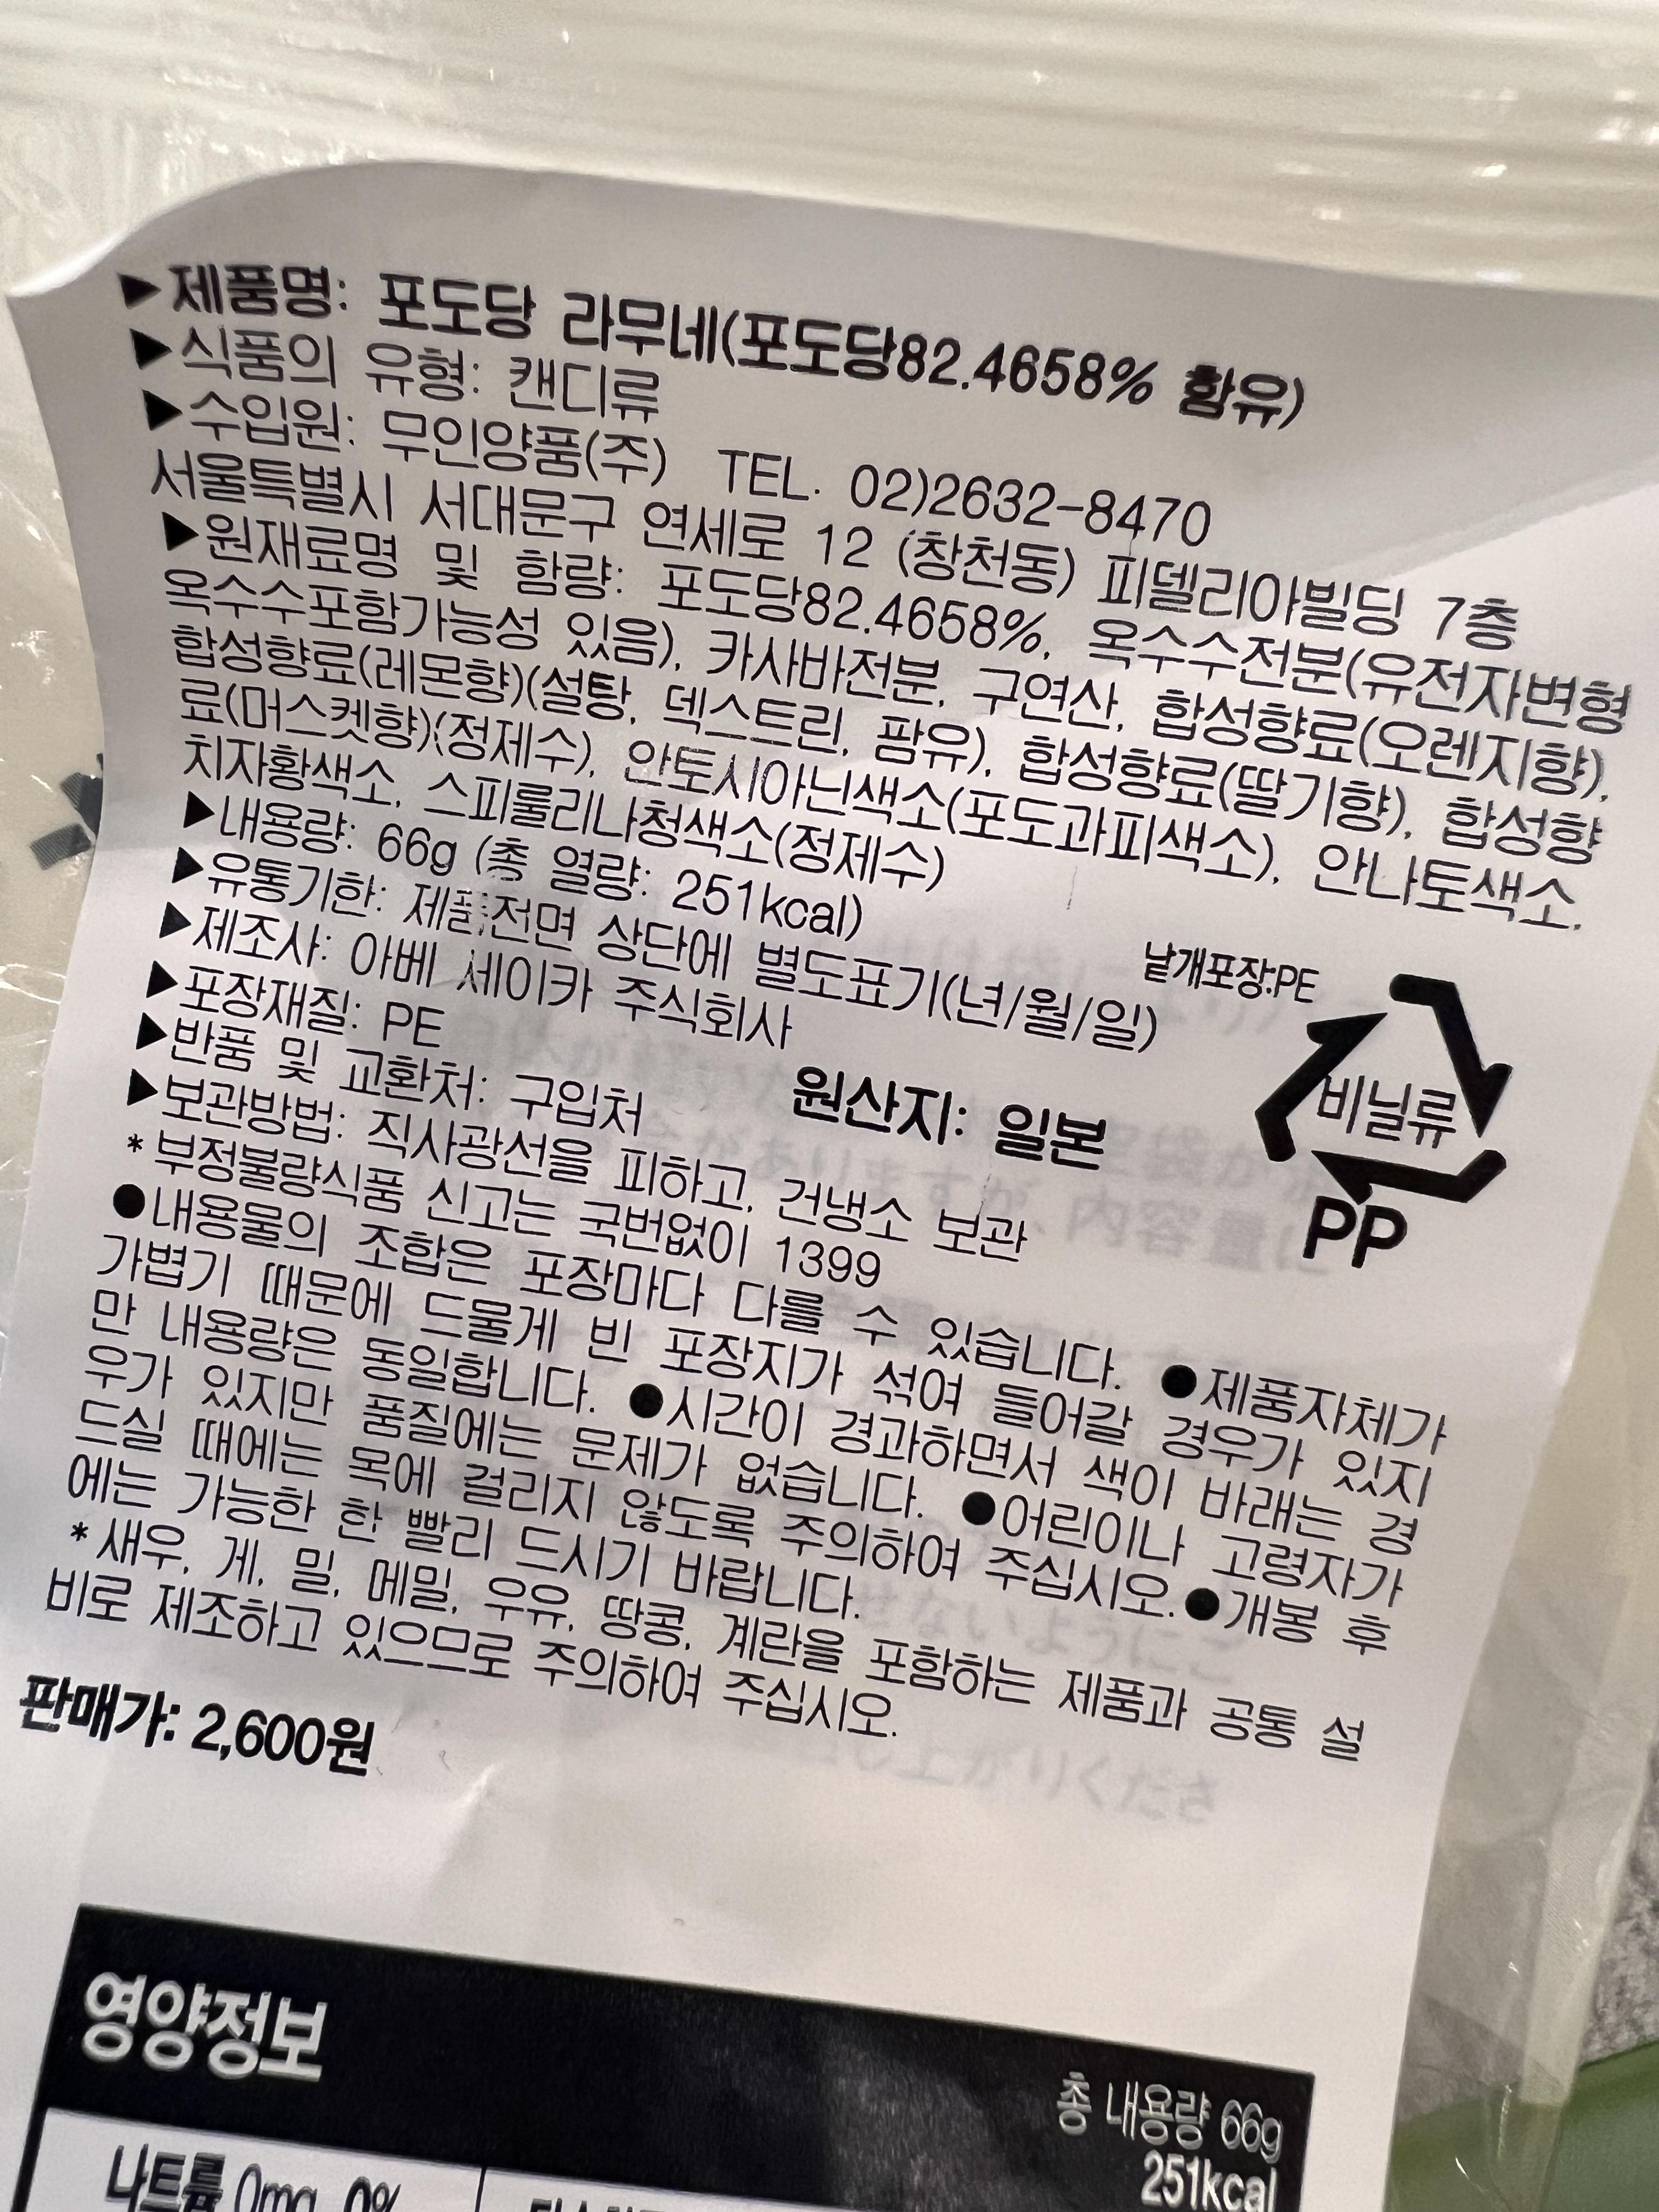 ▶제품명: 포도당 라무네(포도당82.4658% 함유)
▶식품의 유형: 캔디류
▶수입원: 무인양품(주) TEL. 02)2632-8470
서울특별시 서대문구 연세로 12 (창천동) 피델리아빌딩 7층
▶원재료명 및 함량: 포도당82.4658%, 옥수수전분(유전자변형
옥수수포함가능성 있음), 카사바전분, 구연산, 합성향료(오렌지향),
합성향료(레몬향)(설탕, 덱스트린, 팜유), 합성향료(딸기향), 합성향
료(머스켓향)(정제수), 안토시아닌색소(포도과피색소), 안나토색소,
치자황색소, 스피룰리나청색소(정제수)
▶내용량: 66g (총 열량: 251kcal)
▶유통기한: 제품전면 상단에 별도표기(년/월/일)
▶제조사: 아베 세이카 주식회사
▶포장재질: PE
▶반품 및 교환처: 구입처
원산지: 일본
낱개포장:PE
비닐류
PP
▶보관방법: 직사광선을 피하고, 건냉소 보관
* 부정불량식품 신고는 국번없이 1399
●내용물의 조합은 포장마다 다를 수 있습니다. ●제품자체가
가볍기 때문에 드물게 빈 포장지가 섞여 들어갈 경우가 있지
만 내용량은 동일합니다. ●시간이 경과하면서 색이 바래는 경
우가 있지만 품질에는 문제가 없습니다. ●어린이나 고령자가
드실 때에는 목에 걸리지 않도록 주의하여 주십시오.●개봉 후
에는 가능한 한 빨리 드시기 바랍니다.
* 새우, 게, 밀, 메밀, 우유, 땅콩, 계란을 포함하는 제품과 공통 설
비로 제조하고 있으므로 주의하여 주십시오.
판매가: 2,600원
영양정보
총 내용량 66g
251kcal
나트륨 0mg 0%